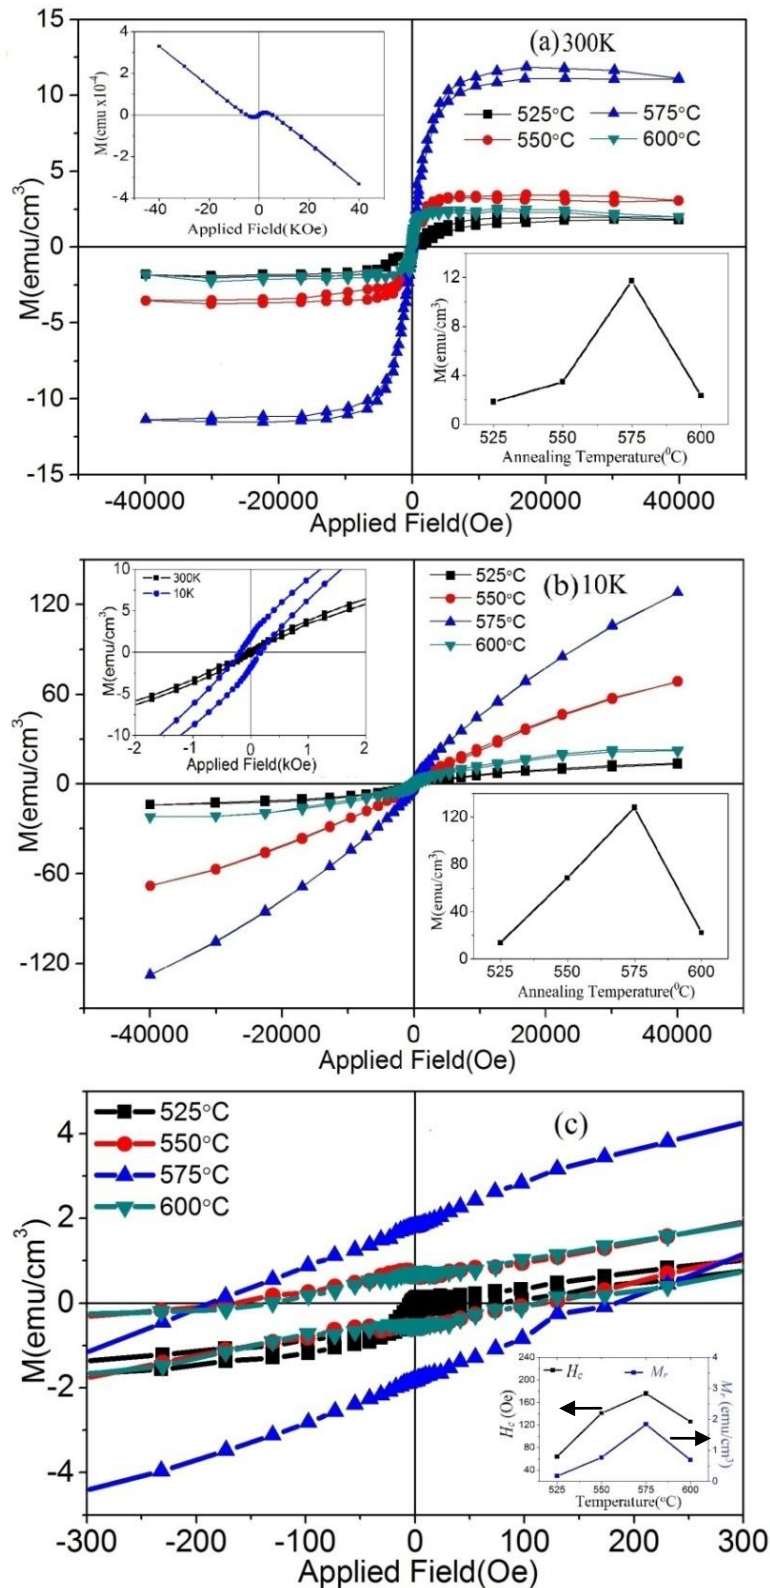 (a) 300K
M(emu/cm³)
15
10
5
0
-5
-10
-15
-40000 -20000 0 20000 40000
Applied Field(Oe)
525°C 575°C
550°C 600°C
M(emu x10⁻⁴)
4
2
0
-2
-4
-40 -20 0 20 40
Applied Field(KOe)
M(emu/cm³)
12
8
4
0
525 550 575 600
Annealing Temperature(⁰C)
(b) 10K
M(emu/cm³)
120
60
0
-60
-120
-40000 -20000 0 20000 40000
Applied Field(Oe)
525°C
550°C
575°C
600°C
300K
10K
M(emu/cm³)
10
5
0
-5
-10
-2 -1 0 1 2
Applied Field(kOe)
M(emu/cm³)
120
80
40
0
525 550 575 600
Annealing Temperature(⁰C)
(c)
525°C
550°C
575°C
600°C
M(emu/cm³)
4
2
0
-2
-4
-300 -200 -100 0 100 200 300
Applied Field(Oe)
Hc Mr
Hc (Oe)
240
200
160
120
80
40
Mr (emu/cm³)
4
3
2
1
0
525 550 575 600
Temperature(°C)